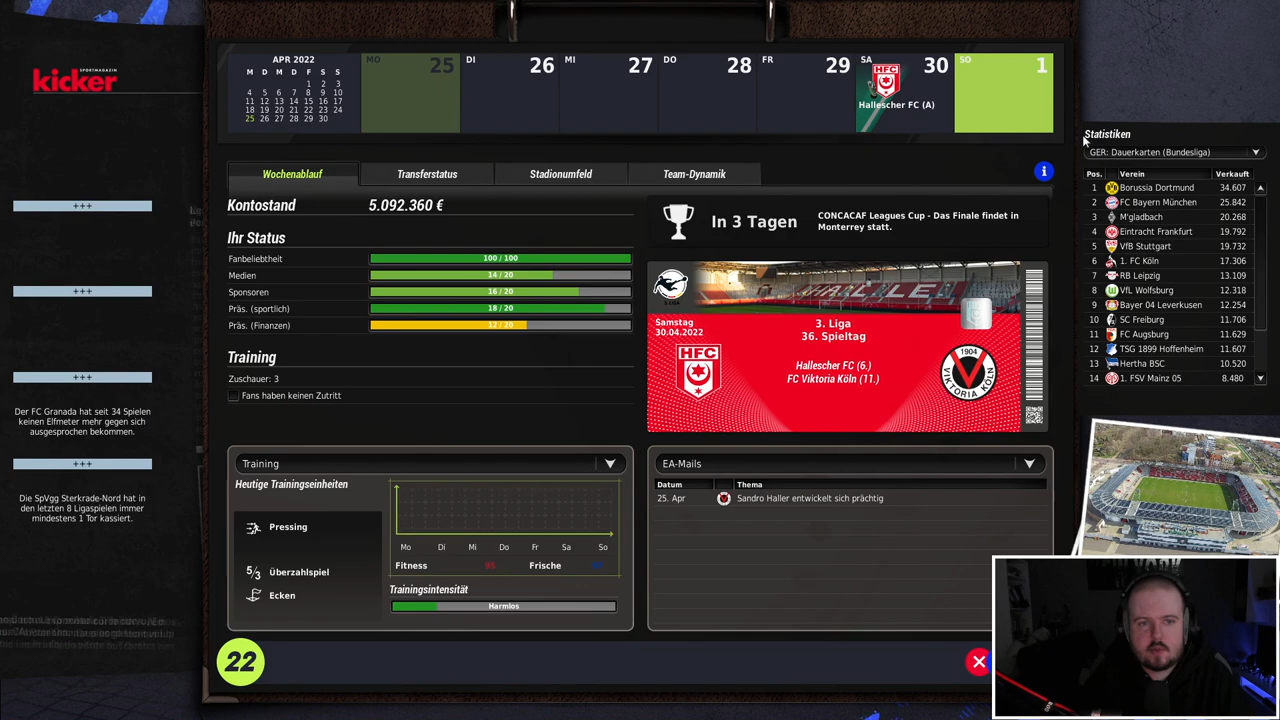 kicker SPORTMAGAZIN
+++
+++
+++
Der FC Granada hat seit 34 Spielen
keinen Elfmeter mehr gegen sich
ausgesprochen bekommen.
+++
Die SpVgg Sterkrade-Nord hat in
den letzten 8 Ligaspielen immer
mindestens 1 Tor kassiert.
APR 2022
M D M D F S S
1 2 3
4 5 6 7 8 9 10
11 12 13 14 15 16 17
18 19 20 21 22 23 24
25 26 27 28 29 30
MO 25
DI 26
MI 27
DO 28
FR 29
SA 30
HFC
Hallescher FC (A)
SO 1
Wochenablauf
Transferstatus
Stadionumfeld
Team-Dynamik
i
Kontostand 5.092.360 €
Ihr Status
Fanbeliebtheit 100 / 100
Medien 14 / 20
Sponsoren 16 / 20
Präs. (sportlich) 18 / 20
Präs. (Finanzen) 12 / 20
Training
Zuschauer: 3
Fans haben keinen Zutritt
In 3 Tagen
CONCACAF Leagues Cup - Das Finale findet in
Monterrey statt.
HALLE
Samstag
30.04.2022
3. Liga
36. Spieltag
Hallescher FC (6.)
FC Viktoria Köln (11.)
HFC
1904
VIKTORIA KÖLN
Training
Heutige Trainingseinheiten
Pressing
5/3 Überzahlspiel
Ecken
Mo Di Mi Do Fr Sa So
Fitness 99 Frische
Trainingsintensität
Harmlos
EA-Mails
Datum Thema
25. Apr Sandro Haller entwickelt sich prächtig
22
Statistiken
GER: Dauerkarten (Bundesliga)
Pos. Verein Verkauft
1 Borussia Dortmund 34.607
2 FC Bayern München 25.842
3 M'gladbach 20.268
4 Eintracht Frankfurt 19.792
5 VfB Stuttgart 19.732
6 1. FC Köln 17.306
7 RB Leipzig 13.109
8 VfL Wolfsburg 12.318
9 Bayer 04 Leverkusen 12.254
10 SC Freiburg 11.706
11 FC Augsburg 11.629
12 TSG 1899 Hoffenheim 11.607
13 Hertha BSC 10.520
14 1. FSV Mainz 05 8.480